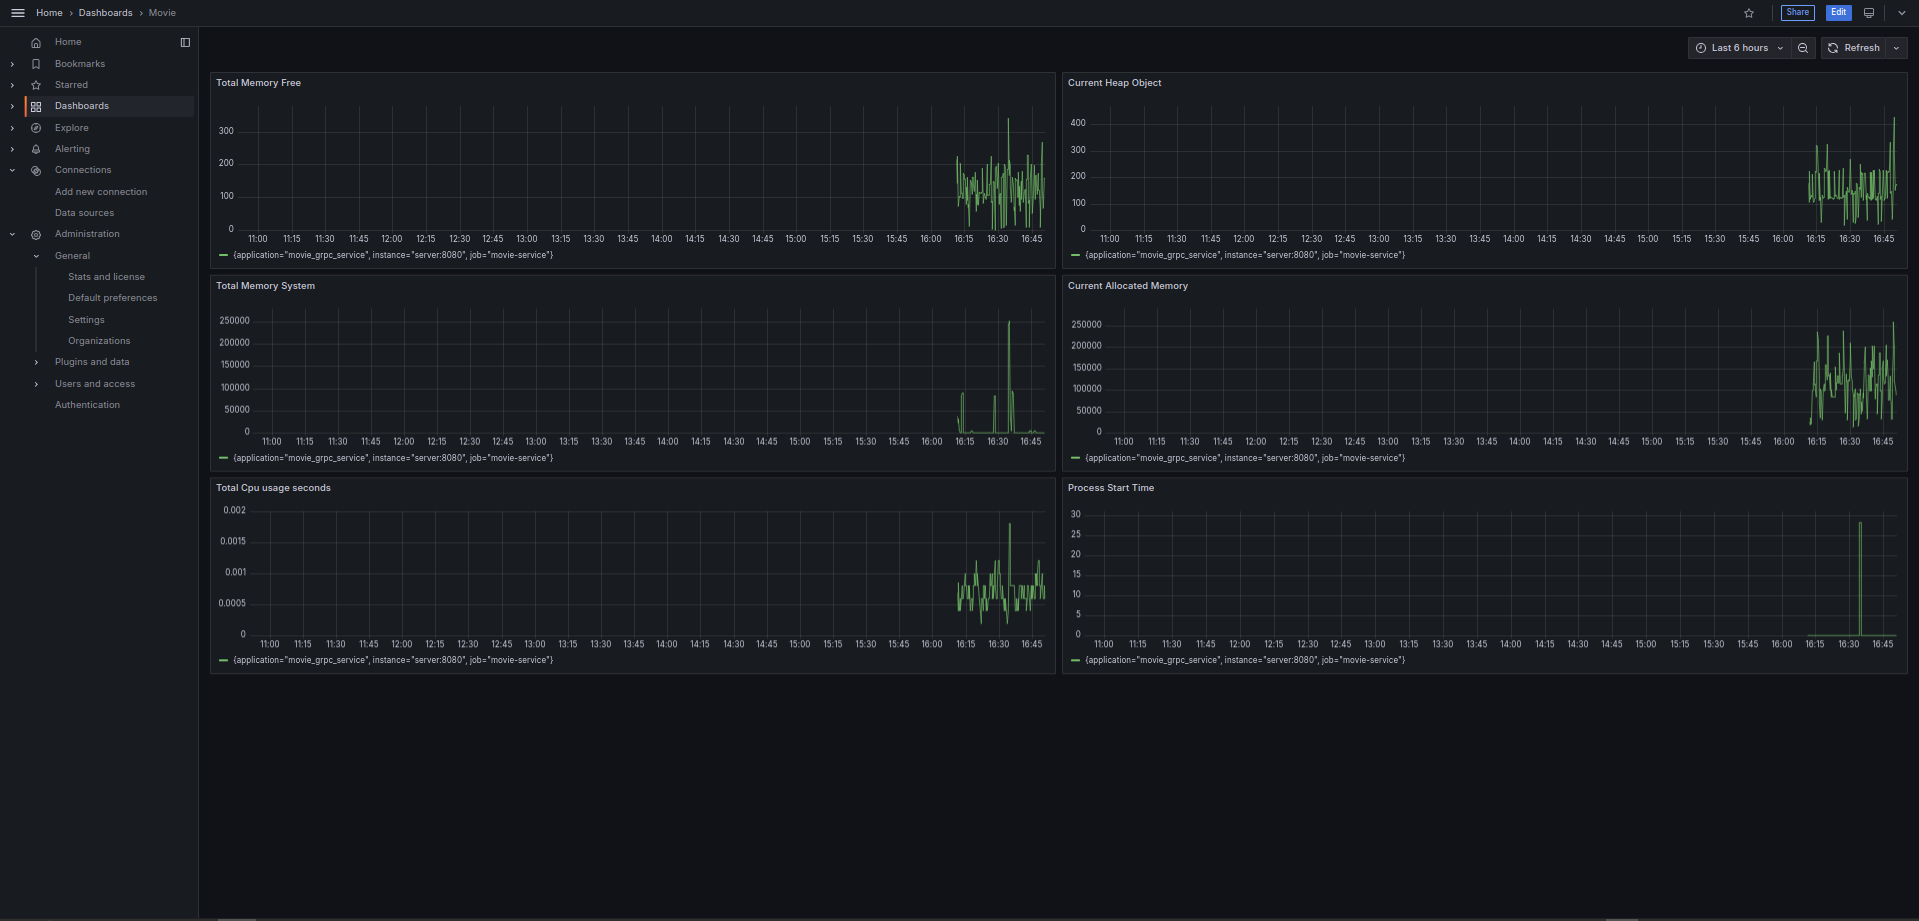 Home › Dashboards › Movie
Share
Edit
Home
Bookmarks
Starred
Dashboards
Explore
Alerting
Connections
Add new connection
Data sources
Administration
General
Stats and license
Default preferences
Settings
Organizations
Plugins and data
Users and access
Authentication
Last 6 hours
Refresh
Total Memory Free
300
200
100
0
11:00 11:15 11:30 11:45 12:00 12:15 12:30 12:45 13:00 13:15 13:30 13:45 14:00 14:15 14:30 14:45 15:00 15:15 15:30 15:45 16:00 16:15 16:30 16:45
{application="movie_grpc_service", instance="server:8080", job="movie-service"}
Current Heap Object
400
300
200
100
0
11:00 11:15 11:30 11:45 12:00 12:15 12:30 12:45 13:00 13:15 13:30 13:45 14:00 14:15 14:30 14:45 15:00 15:15 15:30 15:45 16:00 16:15 16:30 16:45
{application="movie_grpc_service", instance="server:8080", job="movie-service"}
Total Memory System
250000
200000
150000
100000
50000
0
11:00 11:15 11:30 11:45 12:00 12:15 12:30 12:45 13:00 13:15 13:30 13:45 14:00 14:15 14:30 14:45 15:00 15:15 15:30 15:45 16:00 16:15 16:30 16:45
{application="movie_grpc_service", instance="server:8080", job="movie-service"}
Current Allocated Memory
250000
200000
150000
100000
50000
0
11:00 11:15 11:30 11:45 12:00 12:15 12:30 12:45 13:00 13:15 13:30 13:45 14:00 14:15 14:30 14:45 15:00 15:15 15:30 15:45 16:00 16:15 16:30 16:45
{application="movie_grpc_service", instance="server:8080", job="movie-service"}
Total Cpu usage seconds
0.002
0.0015
0.001
0.0005
0
11:00 11:15 11:30 11:45 12:00 12:15 12:30 12:45 13:00 13:15 13:30 13:45 14:00 14:15 14:30 14:45 15:00 15:15 15:30 15:45 16:00 16:15 16:30 16:45
{application="movie_grpc_service", instance="server:8080", job="movie-service"}
Process Start Time
30
25
20
15
10
5
0
11:00 11:15 11:30 11:45 12:00 12:15 12:30 12:45 13:00 13:15 13:30 13:45 14:00 14:15 14:30 14:45 15:00 15:15 15:30 15:45 16:00 16:15 16:30 16:45
{application="movie_grpc_service", instance="server:8080", job="movie-service"}